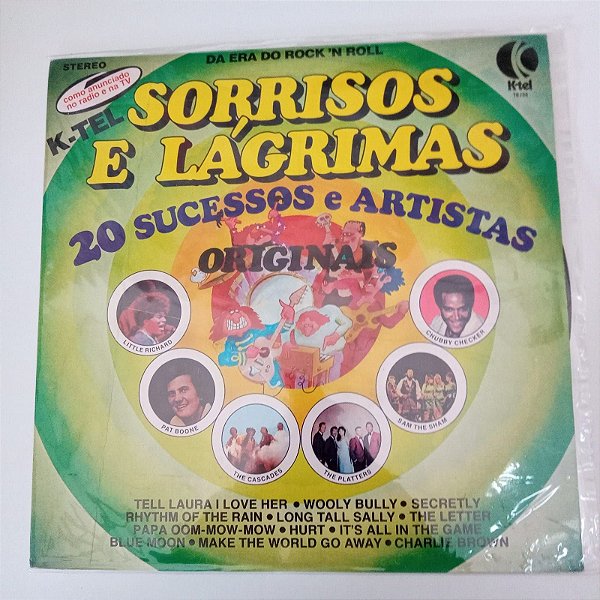 DA ERA DO ROCK 'N ROLL
STEREO
como anunciado
no rádio e na TV
K-tel
K-TEL
SORRISOS
E LÁGRIMAS
20 SUCESSOS e ARTISTAS
ORIGINAIS
LITTLE RICHARD
CHUBBY CHECKER
PAT BOONE
SAM THE SHAM
THE CASCADES
THE PLATTERS
TELL LAURA I LOVE HER • WOOLY BULLY • SECRETLY
RHYTHM OF THE RAIN • LONG TALL SALLY • THE LETTER
PAPA OOM-MOW-MOW • HURT • IT'S ALL IN THE GAME
BLUE MOON • MAKE THE WORLD GO AWAY • CHARLIE BROWN